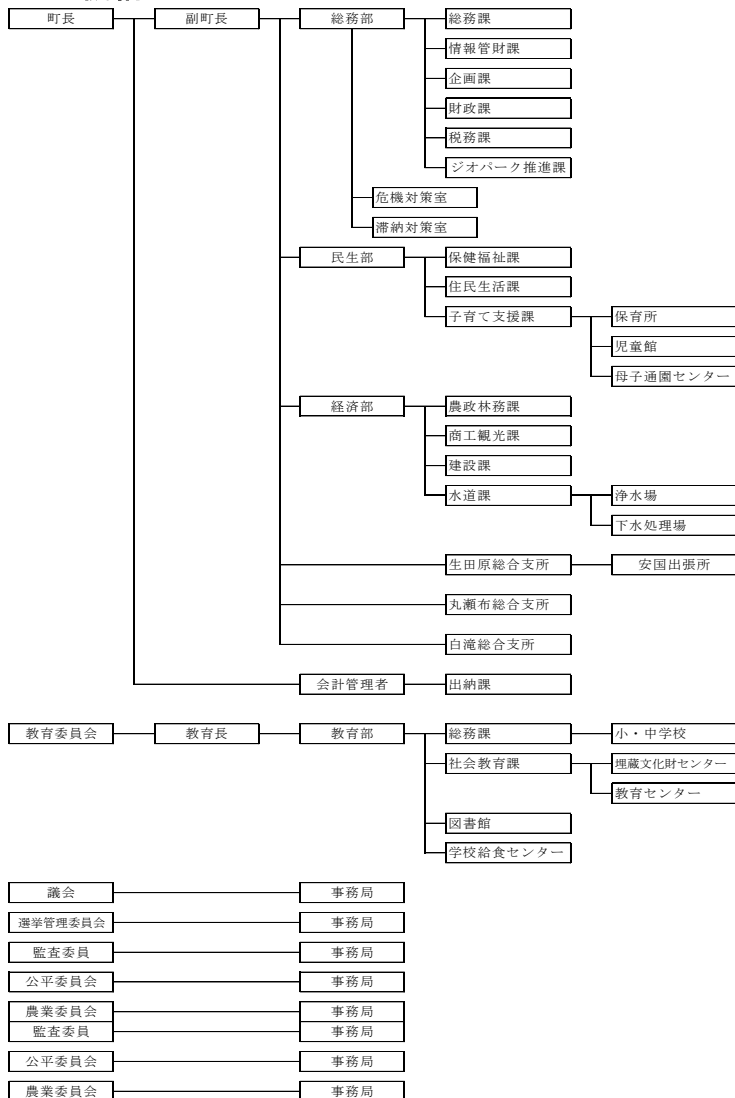 町長 副町長 総務部 総務課
情報管財課
企画課
財政課
税務課
ジオパーク推進課
危機対策室
滞納対策室
民生部 保健福祉課
住民生活課
子育て支援課 保育所
児童館
母子通園センター
経済部 農政林務課
商工観光課
建設課
水道課 浄水場
下水処理場
生田原総合支所 安国出張所
丸瀬布総合支所
白滝総合支所
会計管理者 出納課
教育委員会 教育長 教育部 総務課 小・中学校
社会教育課 埋蔵文化財センター
教育センター
図書館
学校給食センター
議会 事務局
選挙管理委員会 事務局
監査委員 事務局
公平委員会 事務局
農業委員会 事務局
監査委員 事務局
公平委員会 事務局
農業委員会 事務局